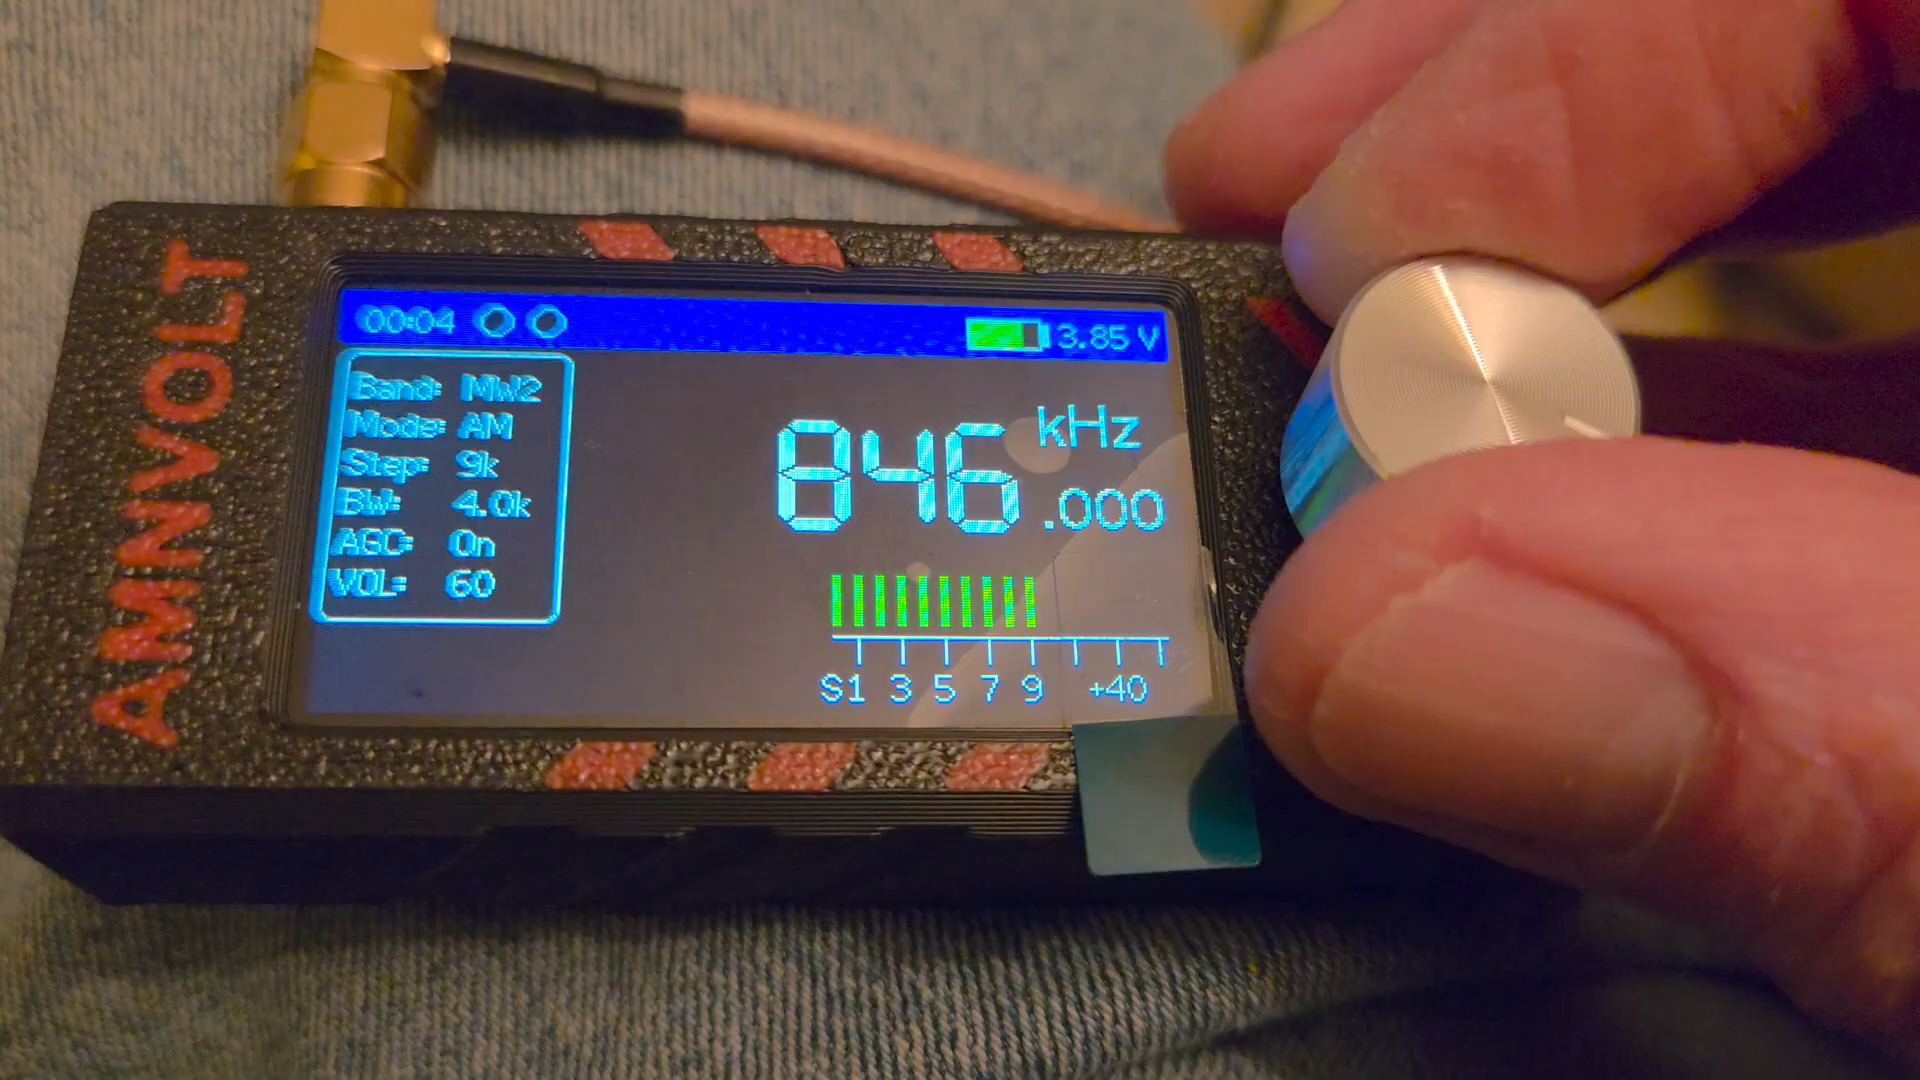 AMNVOLT
00:04
3.85 V
Band: MW2
Mode: AM
Step: 9k
BW: 4.0k
AGC: On
VOL: 60
846.000 kHz
S1 3 5 7 9 +40